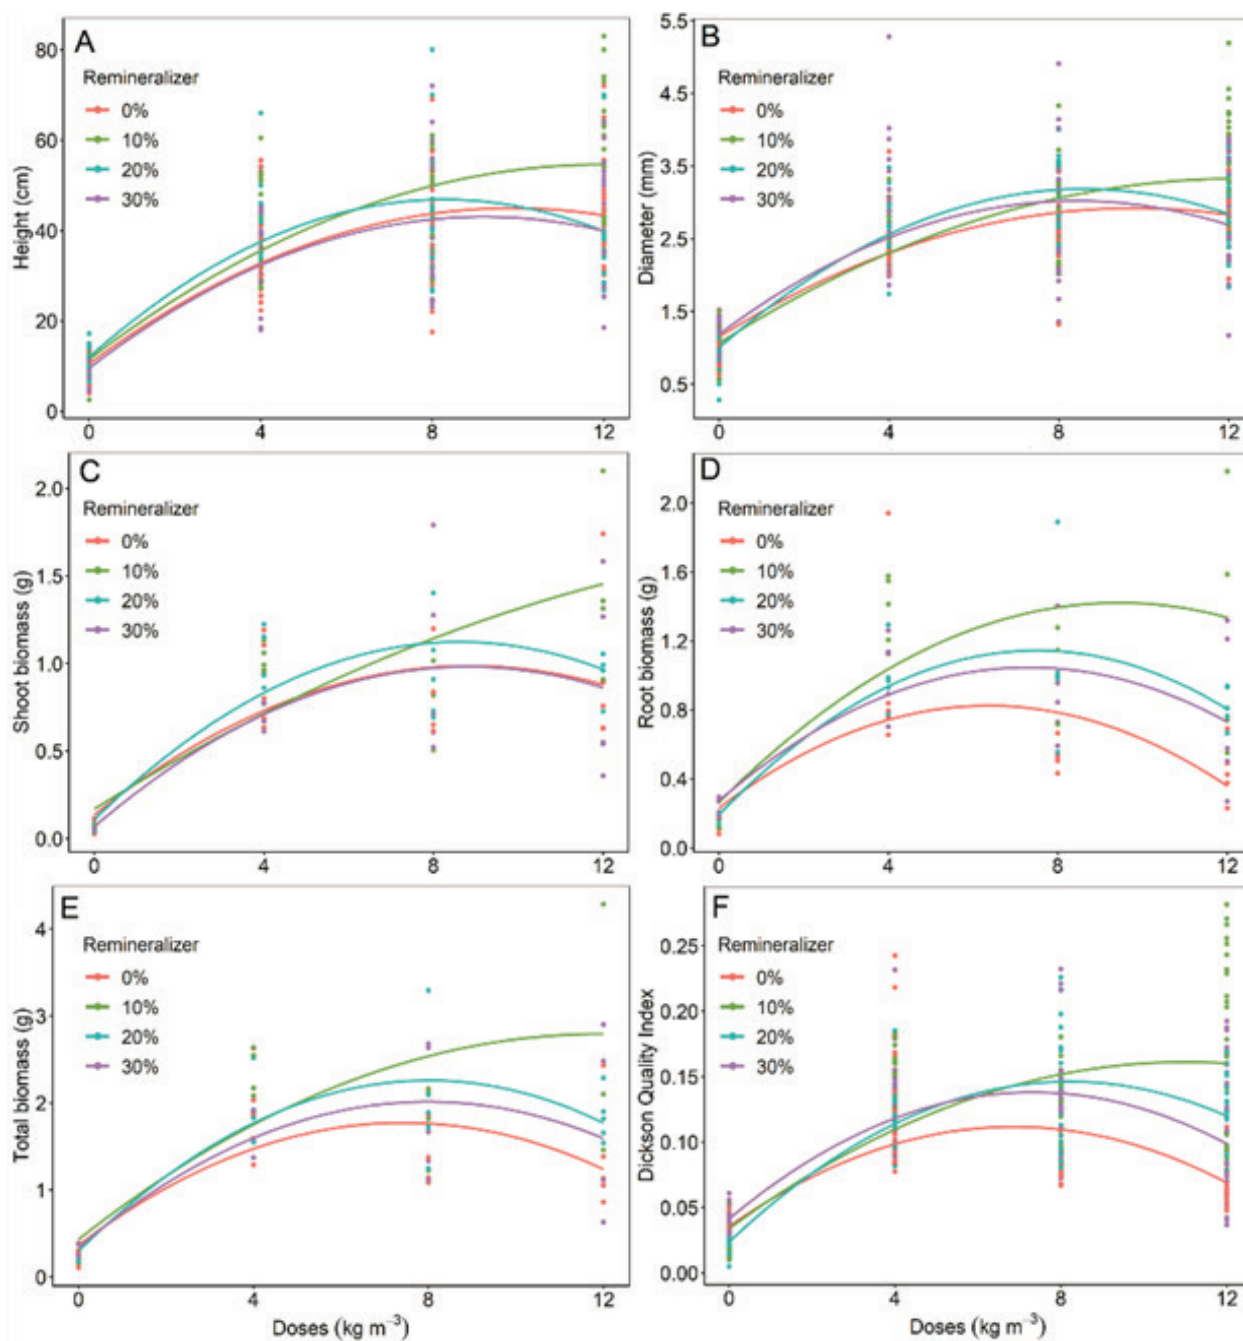 A
Remineralizer
0%
10%
20%
30%
Height (cm)
80
60
40
20
0
0 4 8 12
B
Remineralizer
0%
10%
20%
30%
Diameter (mm)
5.5
4.5
3.5
2.5
1.5
0.5
0 4 8 12
C
Remineralizer
0%
10%
20%
30%
Shoot biomass (g)
2.0
1.5
1.0
0.5
0.0
0 4 8 12
D
Remineralizer
0%
10%
20%
30%
Root biomass (g)
2.0
1.6
1.2
0.8
0.4
0.0
0 4 8 12
E
Remineralizer
0%
10%
20%
30%
Total biomass (g)
4
3
2
1
0
0 4 8 12
Doses (kg m⁻³)
F
Remineralizer
0%
10%
20%
30%
Dickson Quality Index
0.25
0.20
0.15
0.10
0.05
0.00
0 4 8 12
Doses (kg m⁻³)